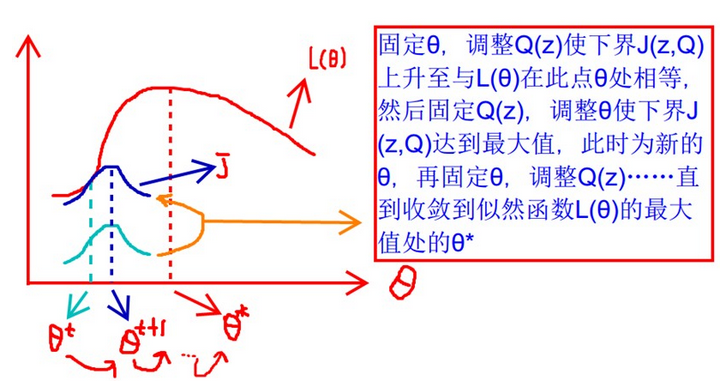 固定θ，调整Q(z)使下界J(z,Q)
上升至与L(θ)在此点θ处相等，
然后固定Q(z)，调整θ使下界J
(z,Q)达到最大值，此时为新的
θ，再固定θ，调整Q(z)……直
到收敛到似然函数L(θ)的最大
值处的θ*
L(θ)
J
θ
θ^t
θ^{t+1}
...
θ^*